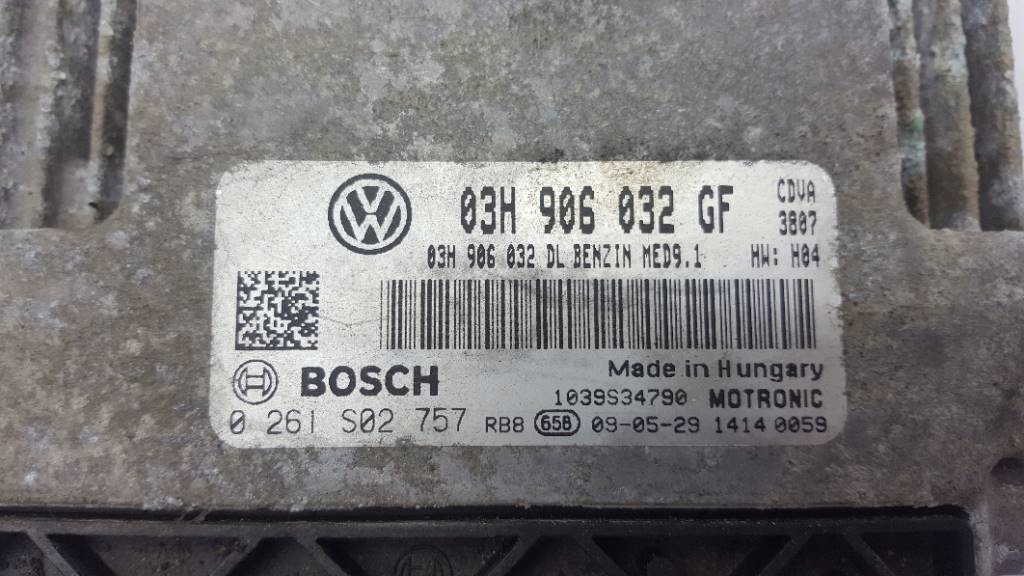 03H 906 032 GF CDVA
3807
03H 906 032 DL BENZIN MED9.1 HW: H04
Made in Hungary
BOSCH
1039S34790 MOTRONIC
0 261 S02 757 RB8 65B 09-05-29 1414 0059